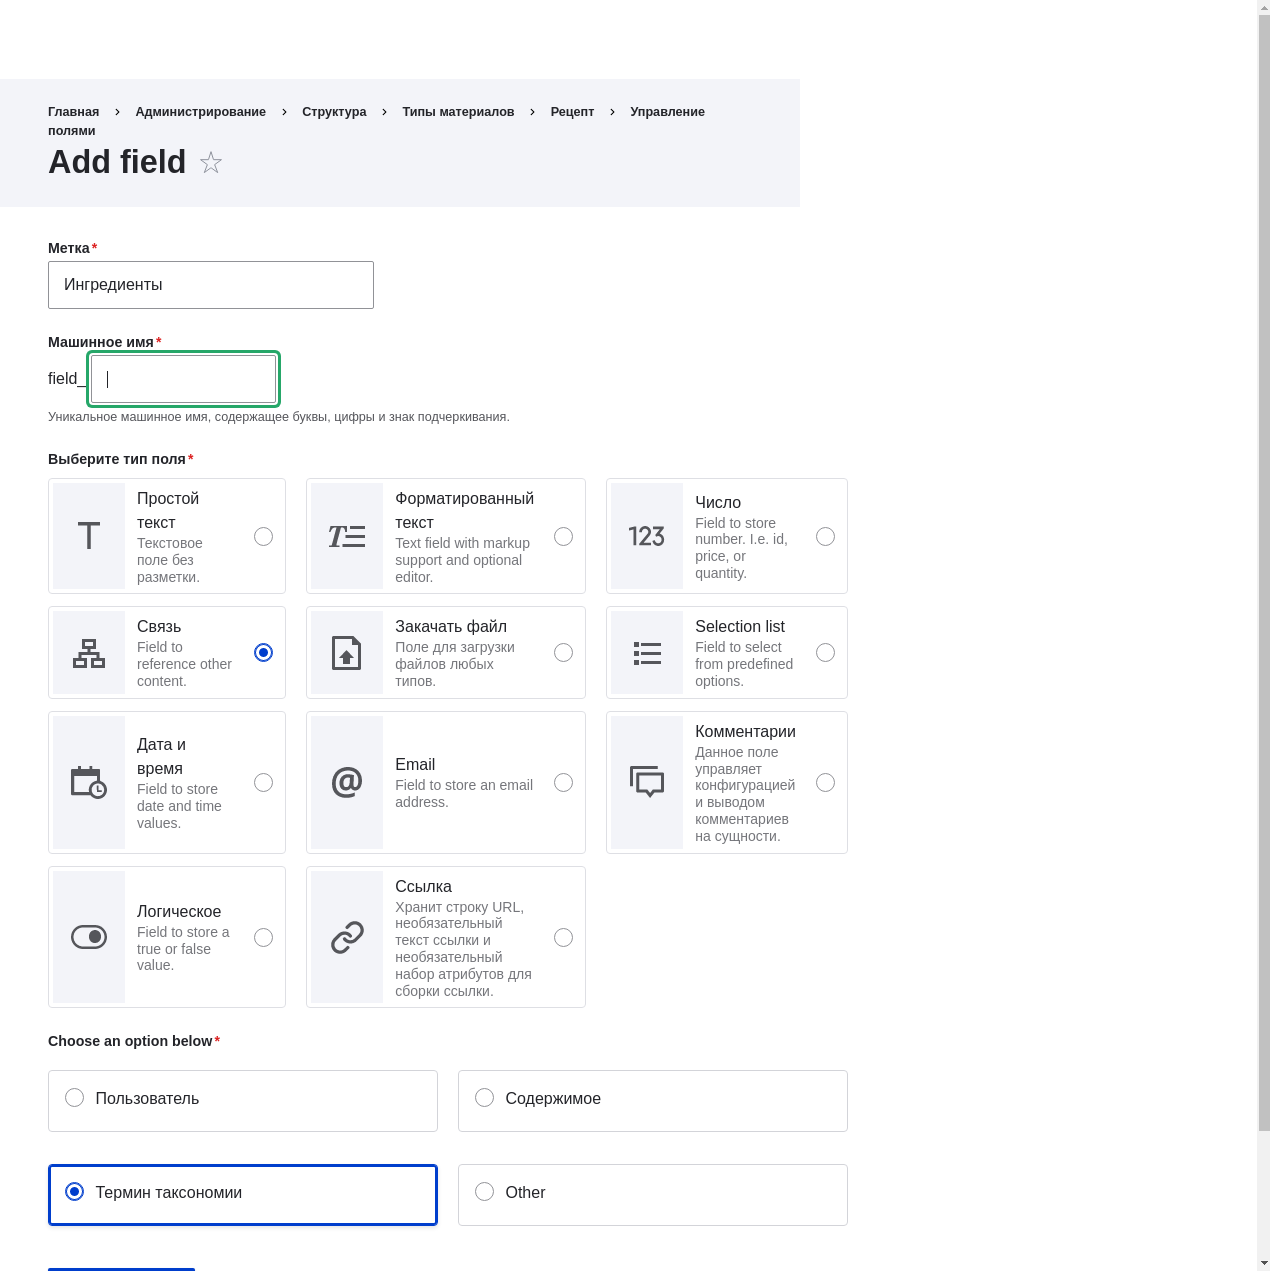 Главная › Администрирование › Структура › Типы материалов › Рецепт › Управление
полями
Add field
Метка*
Ингредиенты
Машинное имя*
field_
Уникальное машинное имя, содержащее буквы, цифры и знак подчеркивания.
Выберите тип поля*
Простой
текст
Текстовое
поле без
разметки.
Форматированный
текст
Text field with markup
support and optional
editor.
123
Число
Field to store
number. I.e. id,
price, or
quantity.
Связь
Field to
reference other
content.
Закачать файл
Поле для загрузки
файлов любых
типов.
Selection list
Field to select
from predefined
options.
Дата и
время
Field to store
date and time
values.
@
Email
Field to store an email
address.
Комментарии
Данное поле
управляет
конфигурацией
и выводом
комментариев
на сущности.
Логическое
Field to store a
true or false
value.
Ссылка
Хранит строку URL,
необязательный
текст ссылки и
необязательный
набор атрибутов для
сборки ссылки.
Choose an option below*
Пользователь
Содержимое
Термин таксономии
Other